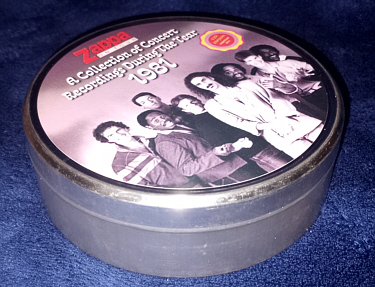 Zappa
A Collection of Concert
Recordings During The Year
1981